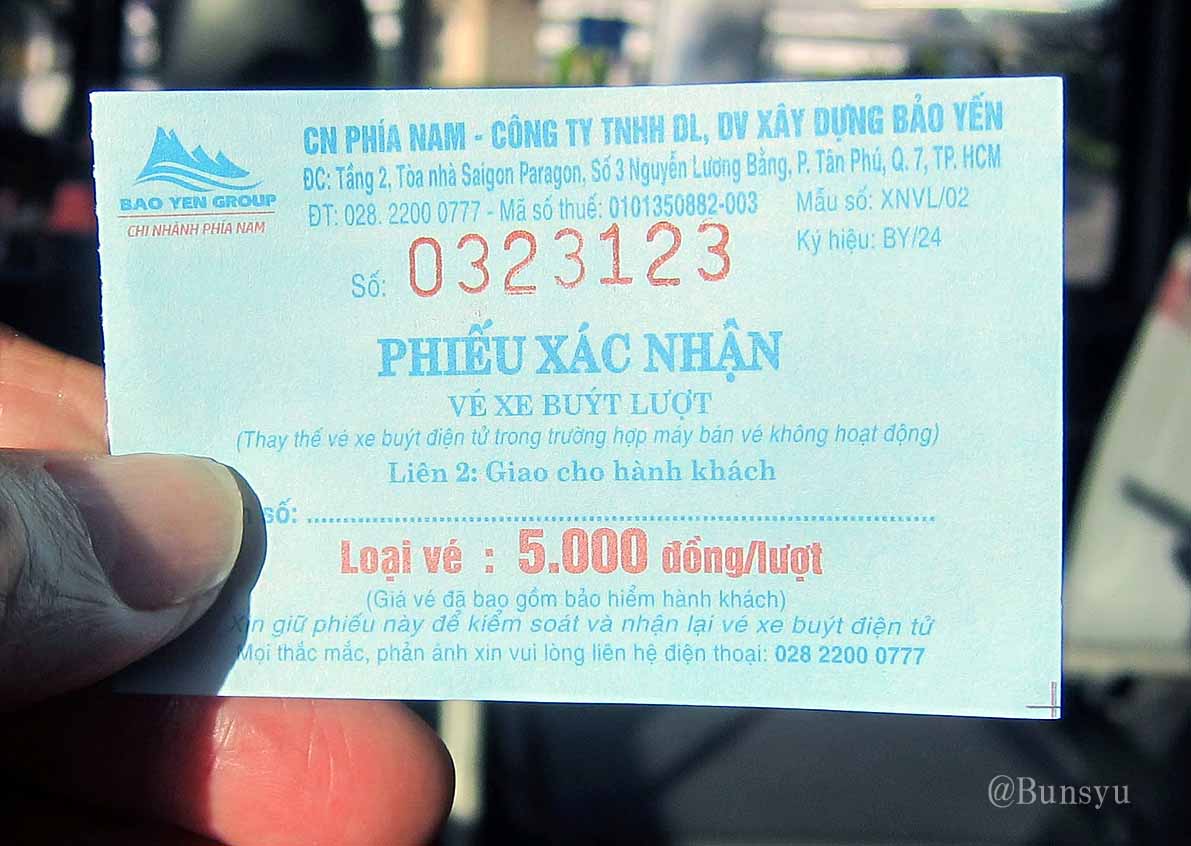 CN PHÍA NAM - CÔNG TY TNHH DL, DV XÂY DỰNG BẢO YẾN
ĐC: Tầng 2, Tòa nhà Saigon Paragon, Số 3 Nguyễn Lương Bằng, P. Tân Phú, Q. 7, TP. HCM
ĐT: 028. 2200 0777 - Mã số thuế: 0101350882-003
Mẫu số: XNVL/02
Ký hiệu: BY/24
BAO YEN GROUP
CHI NHÁNH PHÍA NAM
Số: 0323123
PHIẾU XÁC NHẬN
VÉ XE BUÝT LƯỢT
(Thay thế vé xe buýt điện tử trong trường hợp máy bán vé không hoạt động)
Liên 2: Giao cho hành khách
số: ........................................
Loại vé : 5.000 đồng/lượt
(Giá vé đã bao gồm bảo hiểm hành khách)
Xin giữ phiếu này để kiểm soát và nhận lại vé xe buýt điện tử
Mọi thắc mắc, phản ánh xin vui lòng liên hệ điện thoại: 028 2200 0777
@Bunsyu